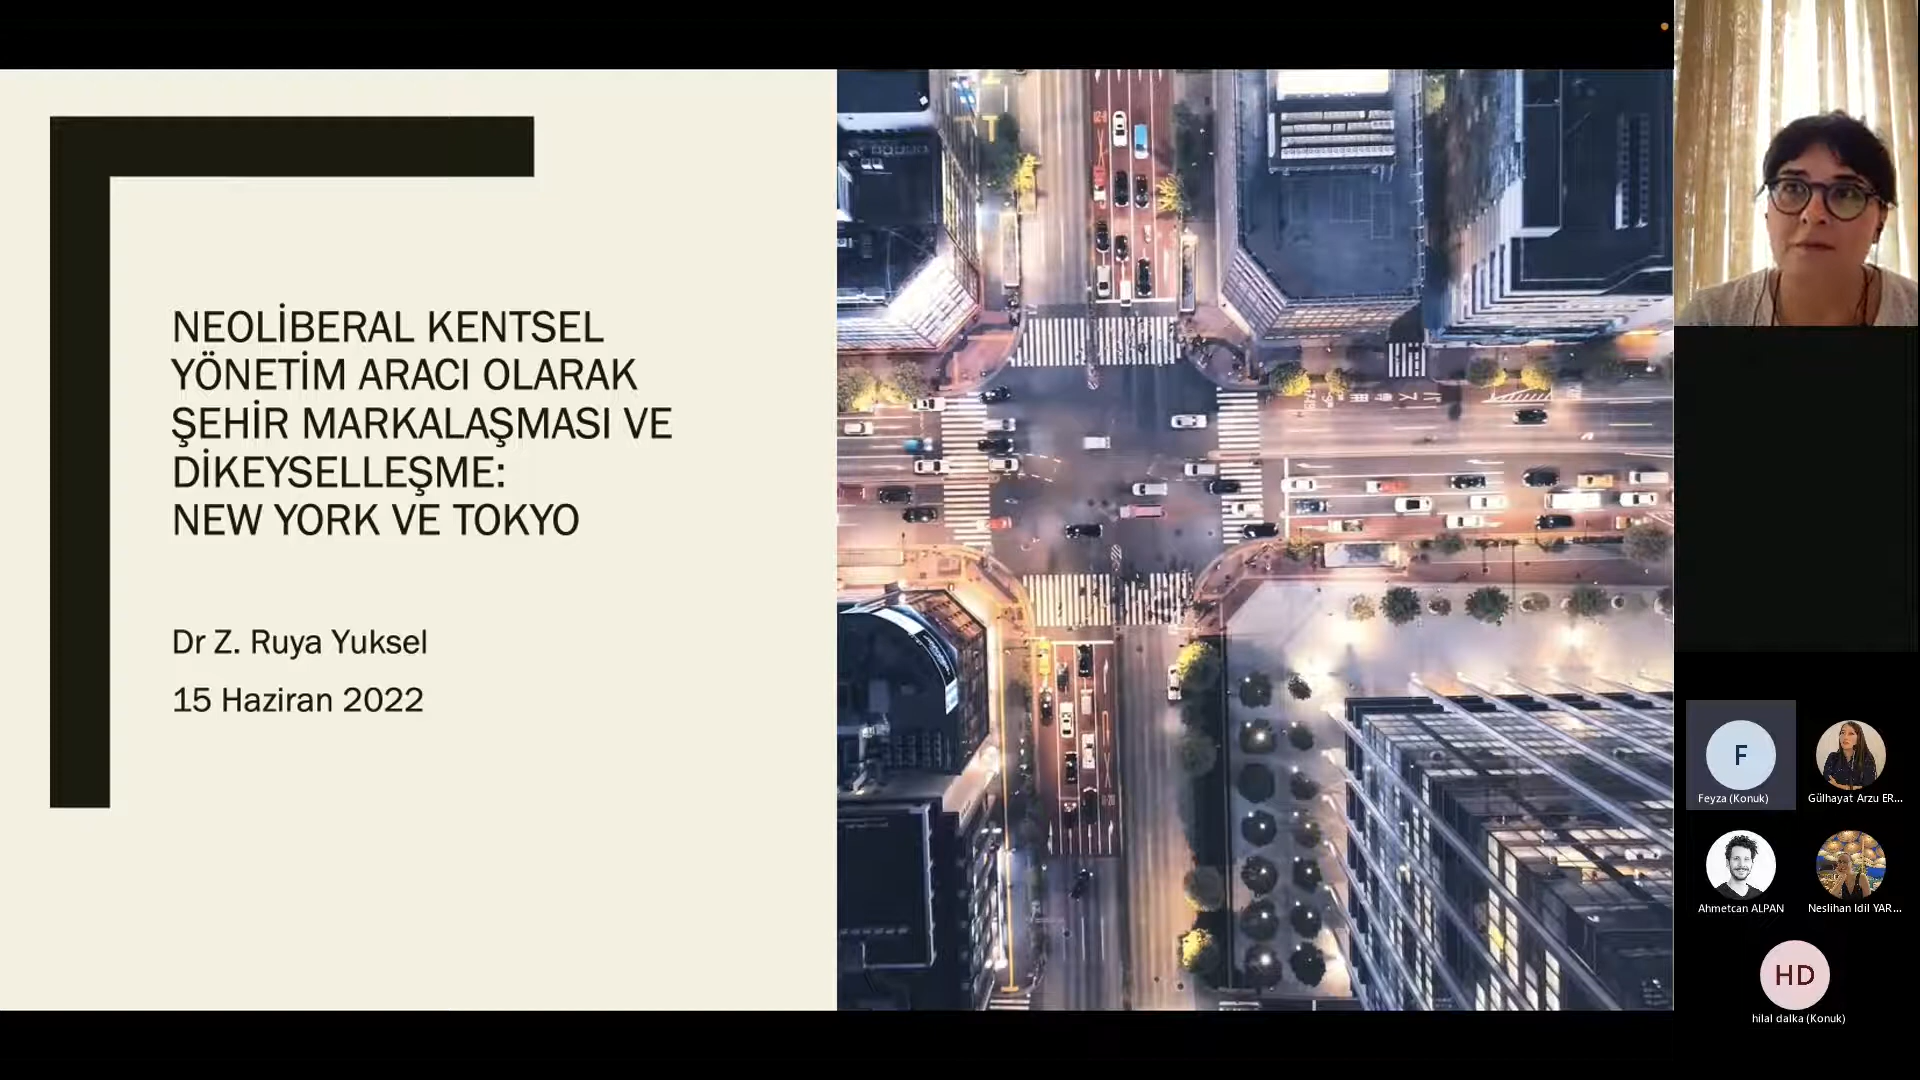 NEOLİBERAL KENTSEL
YÖNETİM ARACI OLARAK
ŞEHİR MARKALAŞMASI VE
DİKEYSELLEŞME:
NEW YORK VE TOKYO
Dr Z. Ruya Yuksel
15 Haziran 2022
F
Feyza (Konuk)
Gülhayat Arzu ER...
Ahmetcan ALPAN
Neslihan Idil YAR...
HD
hilal dalka (Konuk)